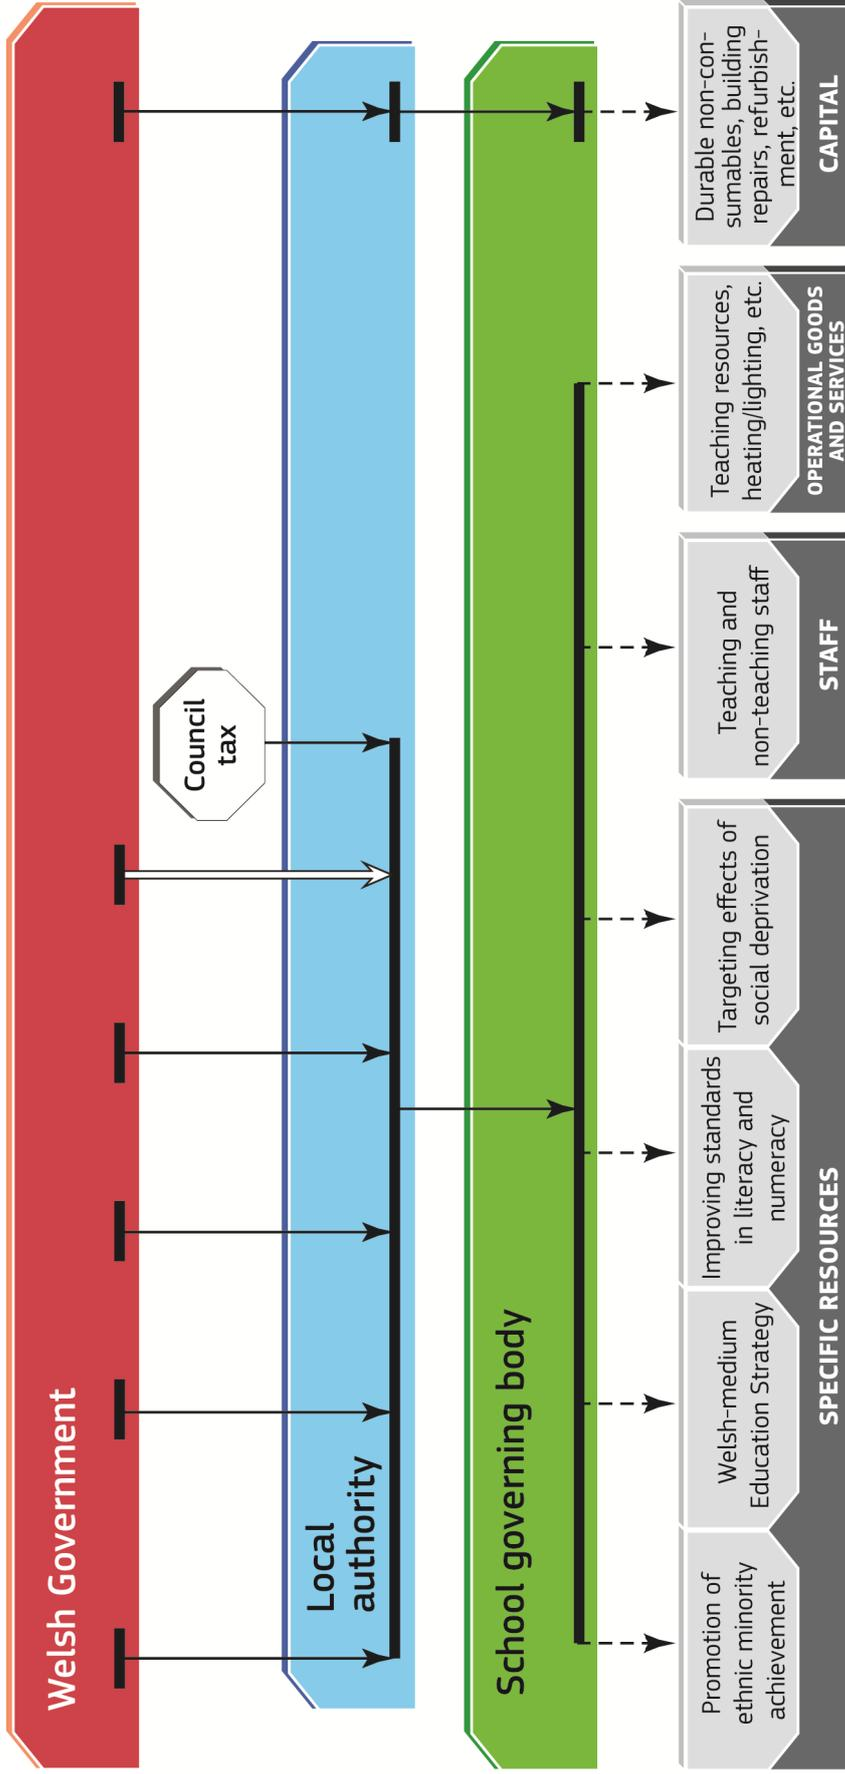 Welsh Government
Council
tax
Local
authority
School governing body
Promotion of
ethnic minority
achievement
Welsh-medium
Education Strategy
Improving standards
in literacy and
numeracy
Targeting effects of
social deprivation
SPECIFIC RESOURCES
Teaching and
non-teaching staff
STAFF
Teaching resources,
heating/lighting, etc.
OPERATIONAL GOODS
AND SERVICES
Durable non-con-
sumables, building
repairs, refurbish-
ment, etc.
CAPITAL